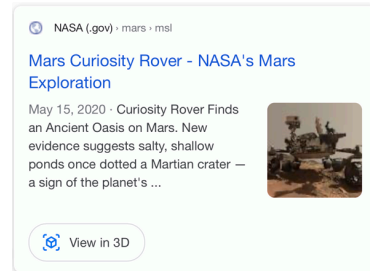 NASA (.gov) › mars › msl
Mars Curiosity Rover - NASA's Mars
Exploration
May 15, 2020 · Curiosity Rover Finds
an Ancient Oasis on Mars. New
evidence suggests salty, shallow
ponds once dotted a Martian crater —
a sign of the planet's ...
View in 3D